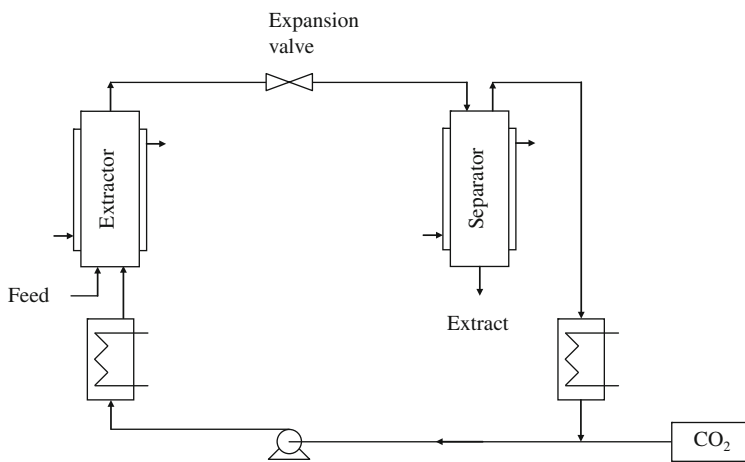 Expansion
valve
Extractor
Separator
Feed
Extract
CO₂